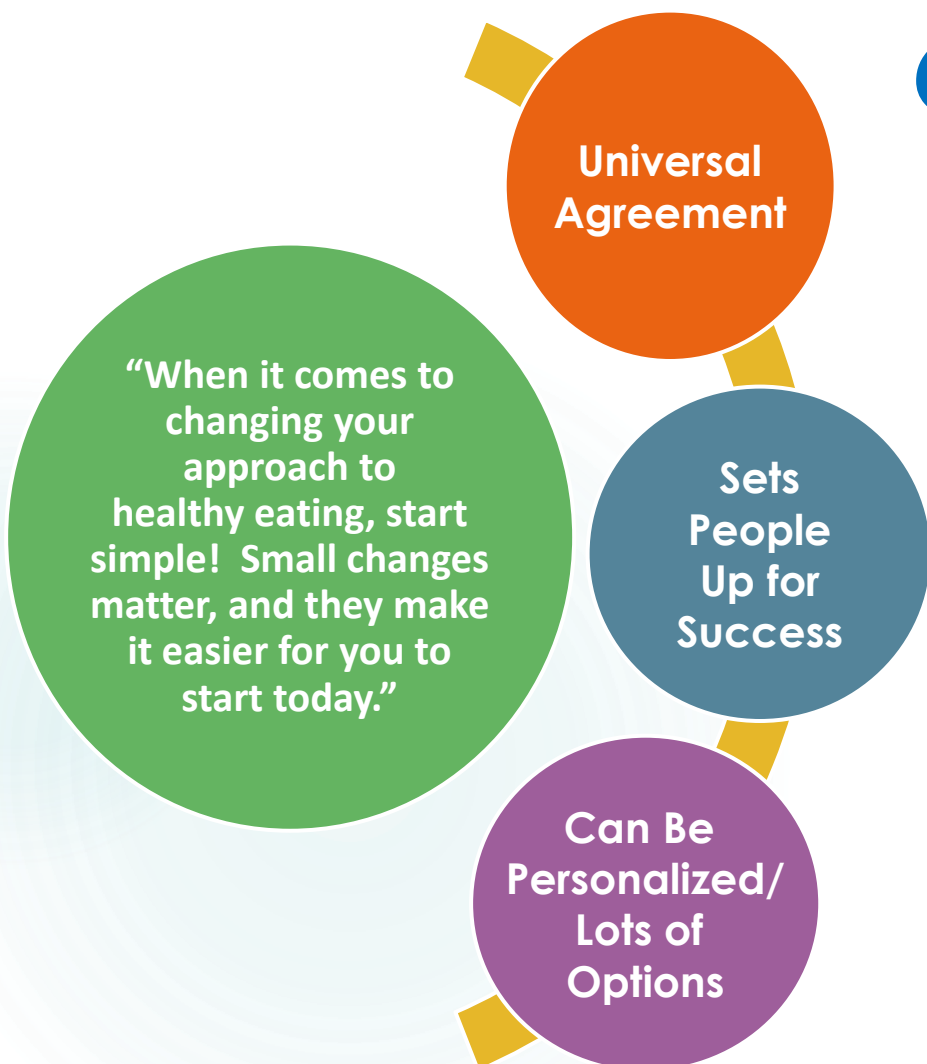 Universal
Agreement
“When it comes to
changing your
approach to
healthy eating, start
simple!  Small changes
matter, and they make
it easier for you to
start today.”
Sets
People
Up for
Success
Can Be
Personalized/
Lots of
Options